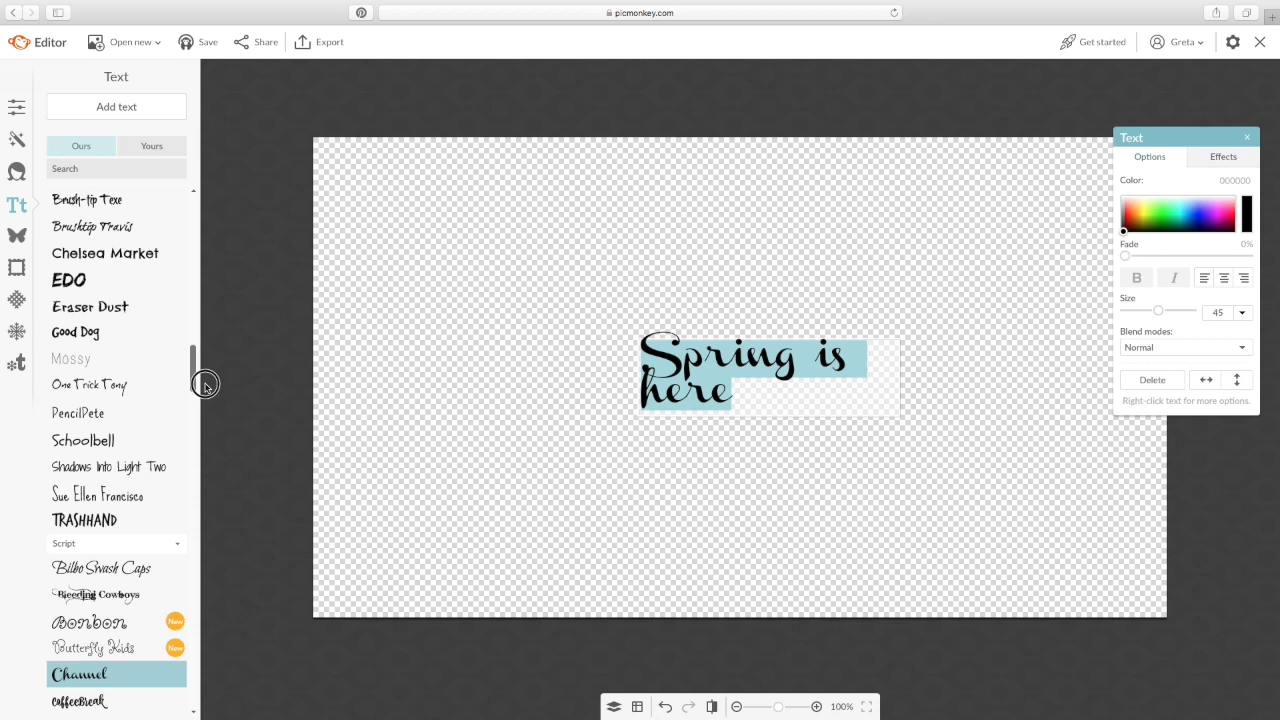 picmonkey.com
Editor
Open new
Save
Share
Export
Get started
Greta
Text
Add text
Ours
Yours
Search
Brush-tip Texe
Brushtip Travis
Chelsea Market
EDO
Eraser Dust
Good Dog
Mossy
One Trick Tony
PencilPete
Schoolbell
Shadows Into Light Two
Sue Ellen Francisco
TRASHHAND
Script
Bilbo Swash Caps
Bleeding Cowboys
Bonbon
New
Butterfly Kids
New
Channel
CoffeeBreak
Tt
t
Spring is
here
Text
Options
Effects
Color:
000000
Fade
0%
B
I
Size
45
Blend modes:
Normal
Delete
Right-click text for more options.
100%